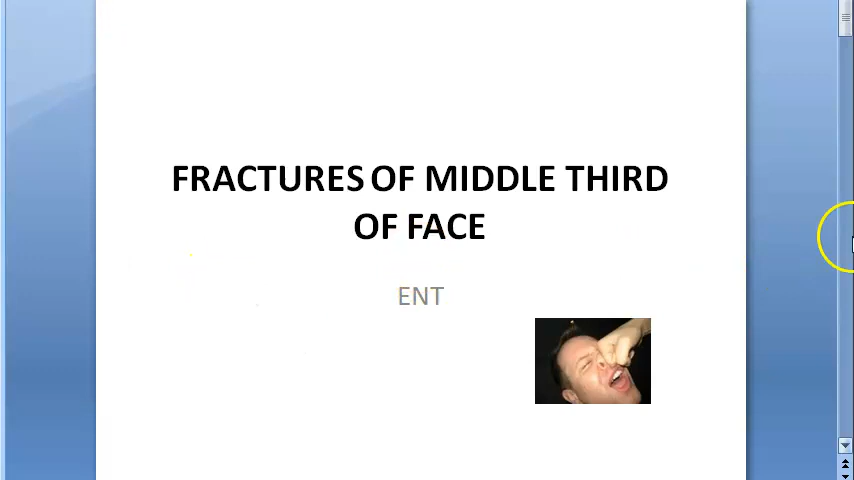 FRACTURES OF MIDDLE THIRD
OF FACE
ENT